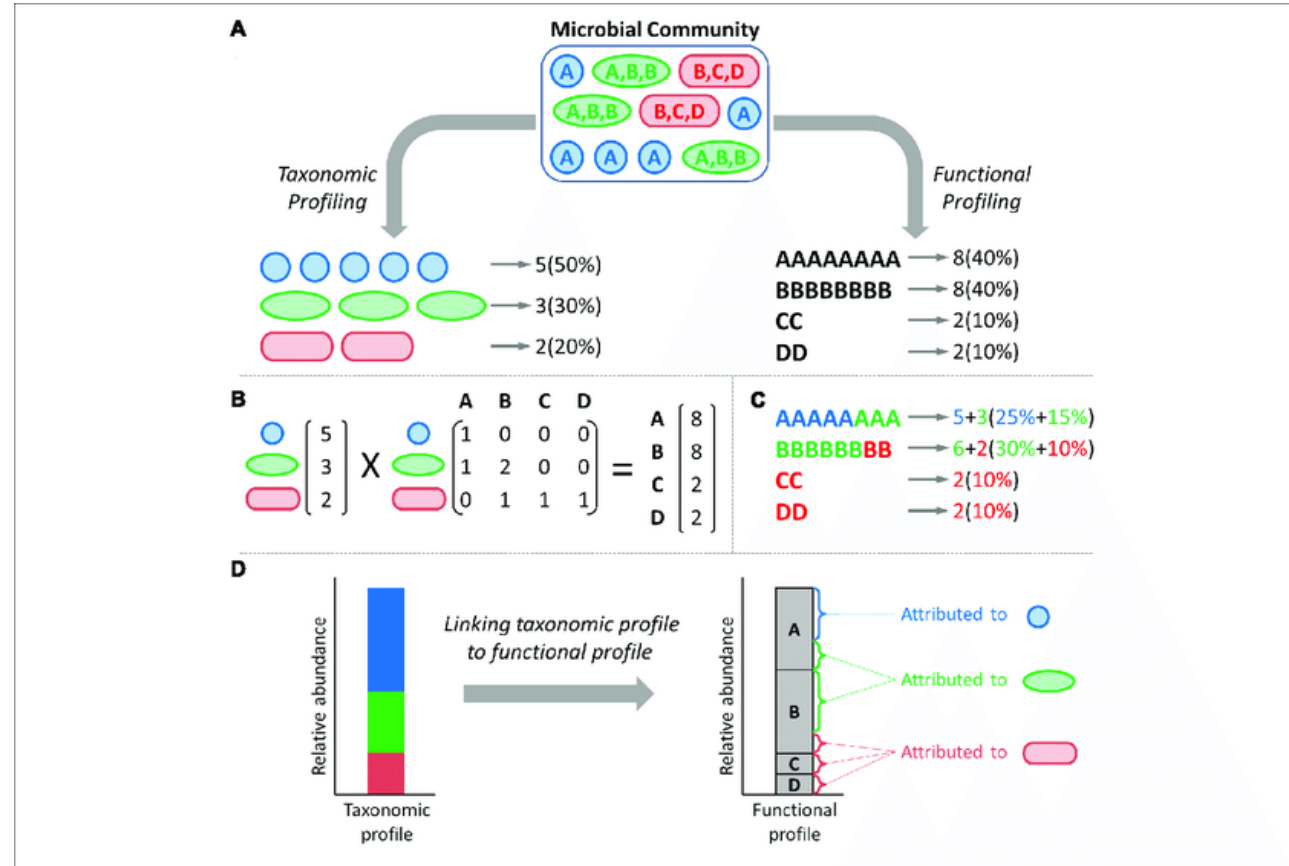 A
Microbial Community
A A,B,B B,C,D
A,B,B B,C,D A
A A A A,B,B
Taxonomic
Profiling
Functional
Profiling
5(50%)
3(30%)
2(20%)
AAAAAAAA 8(40%)
BBBBBBBB 8(40%)
CC 2(10%)
DD 2(10%)
B
A B C D
5 X 1 0 0 0 = A 8
3 1 2 0 0 B 8
2 0 1 1 1 C 2
D 2
C
AAAAAAAA 5+3(25%+15%)
BBBBBBBB 6+2(30%+10%)
CC 2(10%)
DD 2(10%)
D
Relative abundance
Taxonomic
profile
Linking taxonomic profile
to functional profile
Relative abundance
A
B
C
D
Functional
profile
Attributed to
Attributed to
Attributed to